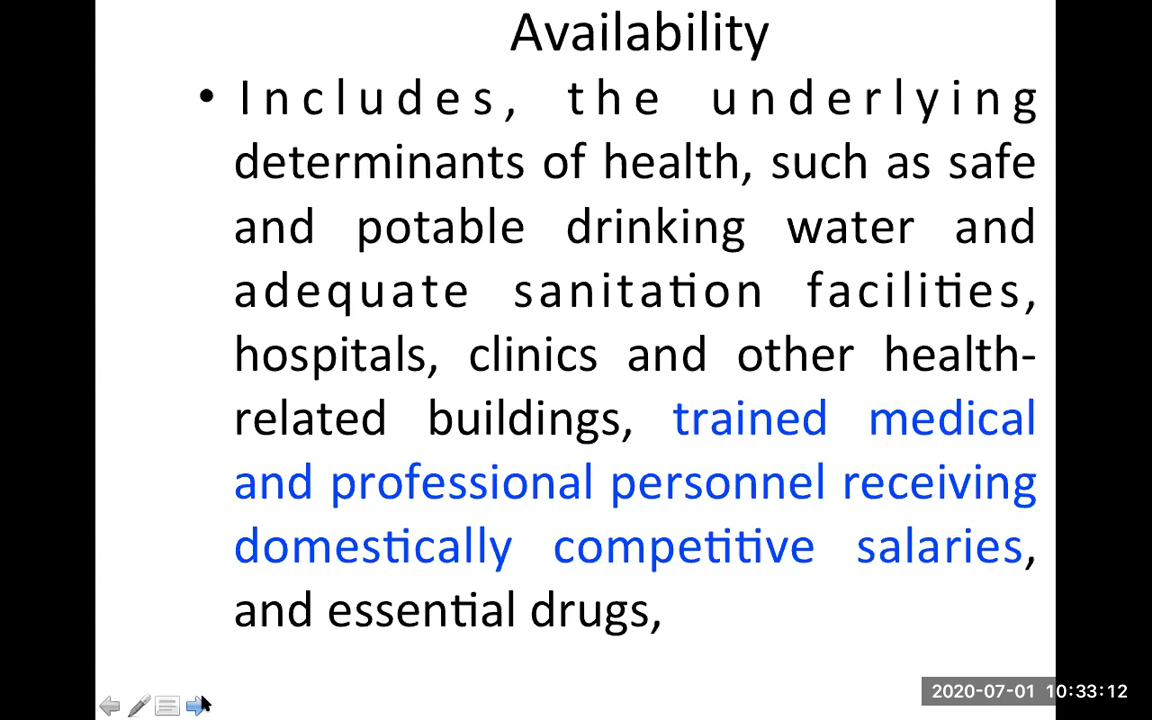 Availability
• Includes, the underlying
determinants of health, such as safe
and potable drinking water and
adequate sanitation facilities,
hospitals, clinics and other health-
related buildings, trained medical
and professional personnel receiving
domestically competitive salaries,
and essential drugs,
2020-07-01 10:33:12